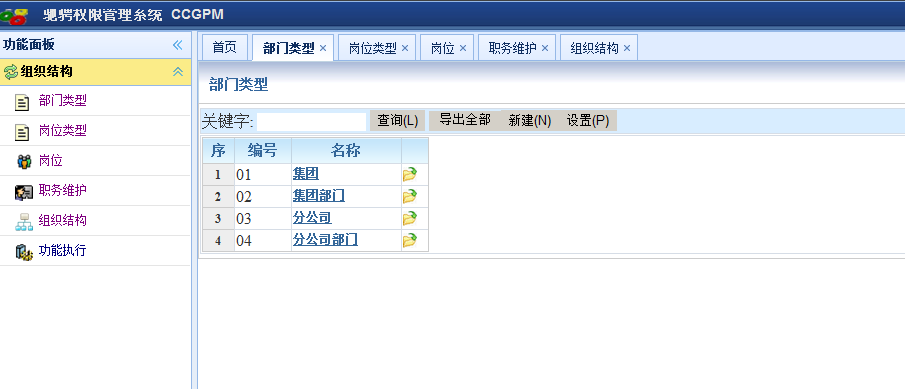 驰骋权限管理系统 CCGPM
功能面板
组织结构
部门类型
岗位类型
岗位
职务维护
组织结构
功能执行
首页 部门类型 岗位类型 岗位 职务维护 组织结构
部门类型
关键字: 查询(L) 导出全部 新建(N) 设置(P)
序 编号 名称
1 01 集团
2 02 集团部门
3 03 分公司
4 04 分公司部门